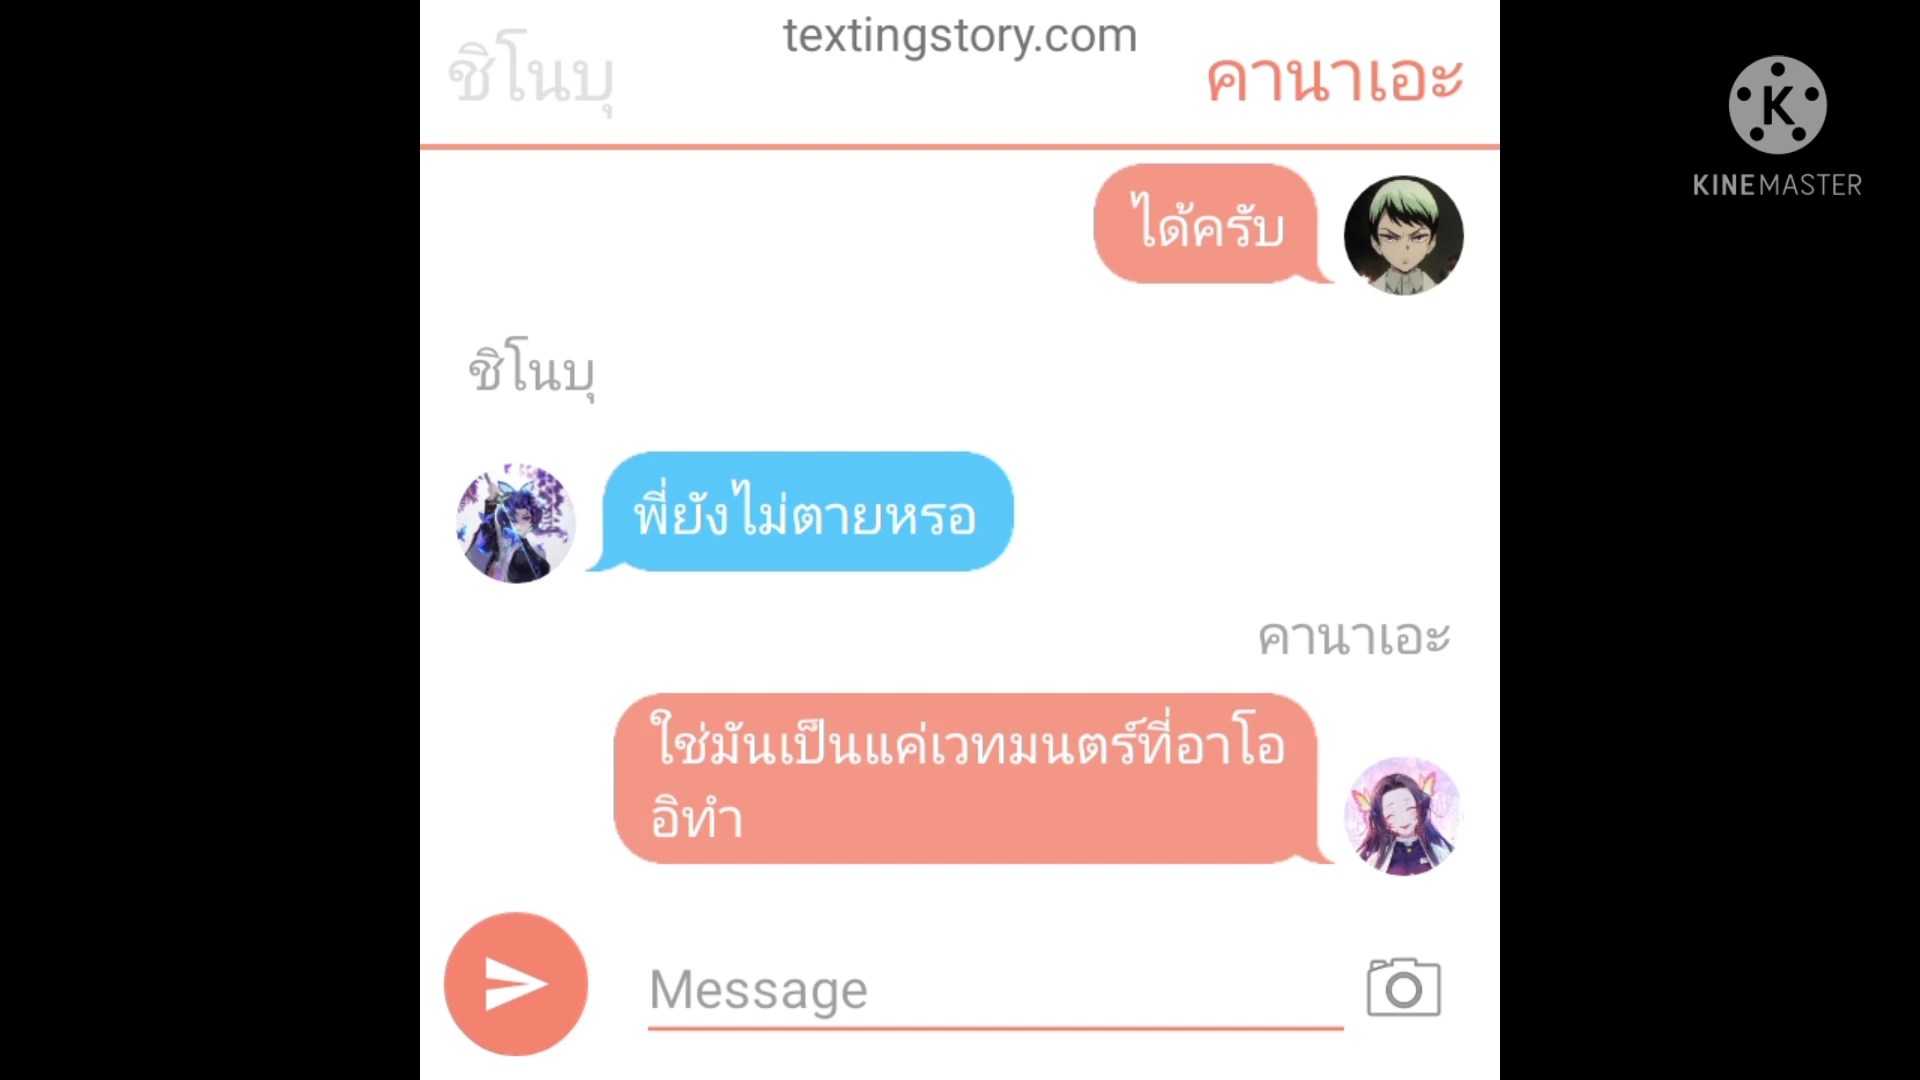 textingstory.com
ชิโนบุ
คานาเอะ
KINEMASTER
ได้ครับ
ชิโนบุ
พี่ยังไม่ตายหรอ
คานาเอะ
ใช่มันเป็นแค่เวทมนตร์ที่อาโอ
อิทำ
Message